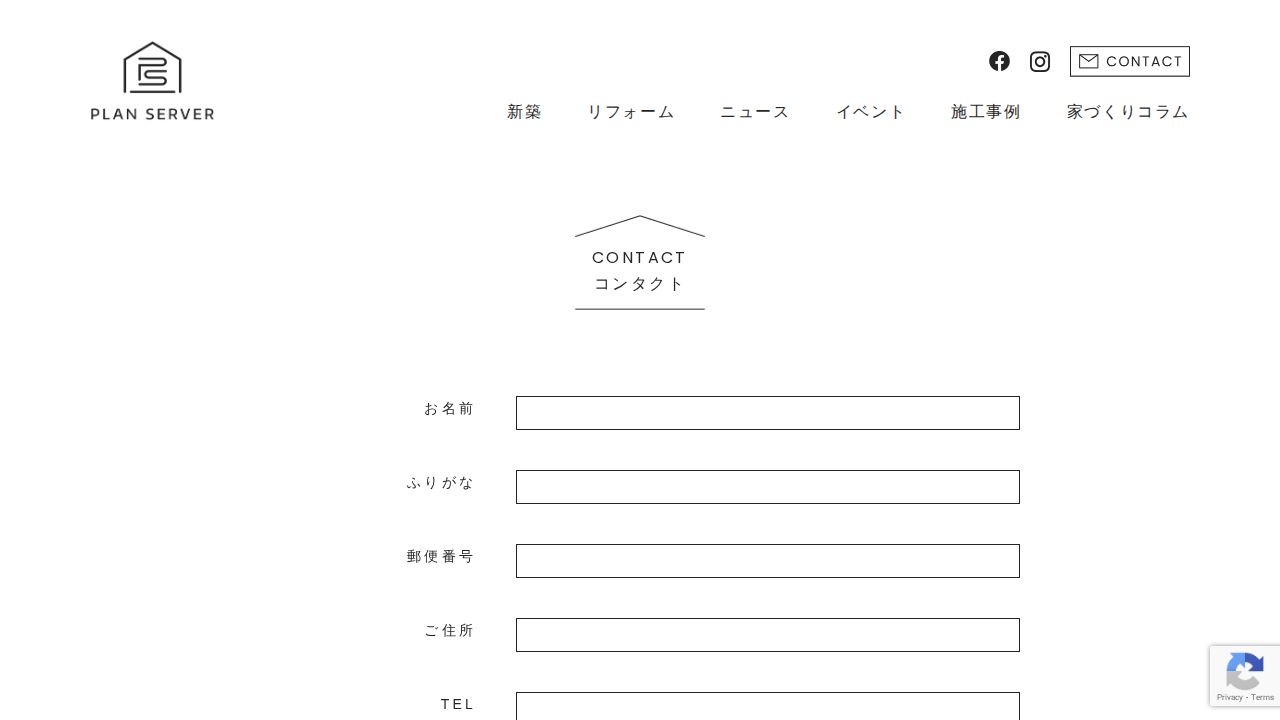 PLAN SERVER
CONTACT
新築 リフォーム ニュース イベント 施工事例 家づくりコラム
CONTACT
コンタクト
お名前
ふりがな
郵便番号
ご住所
TEL
Privacy - Terms